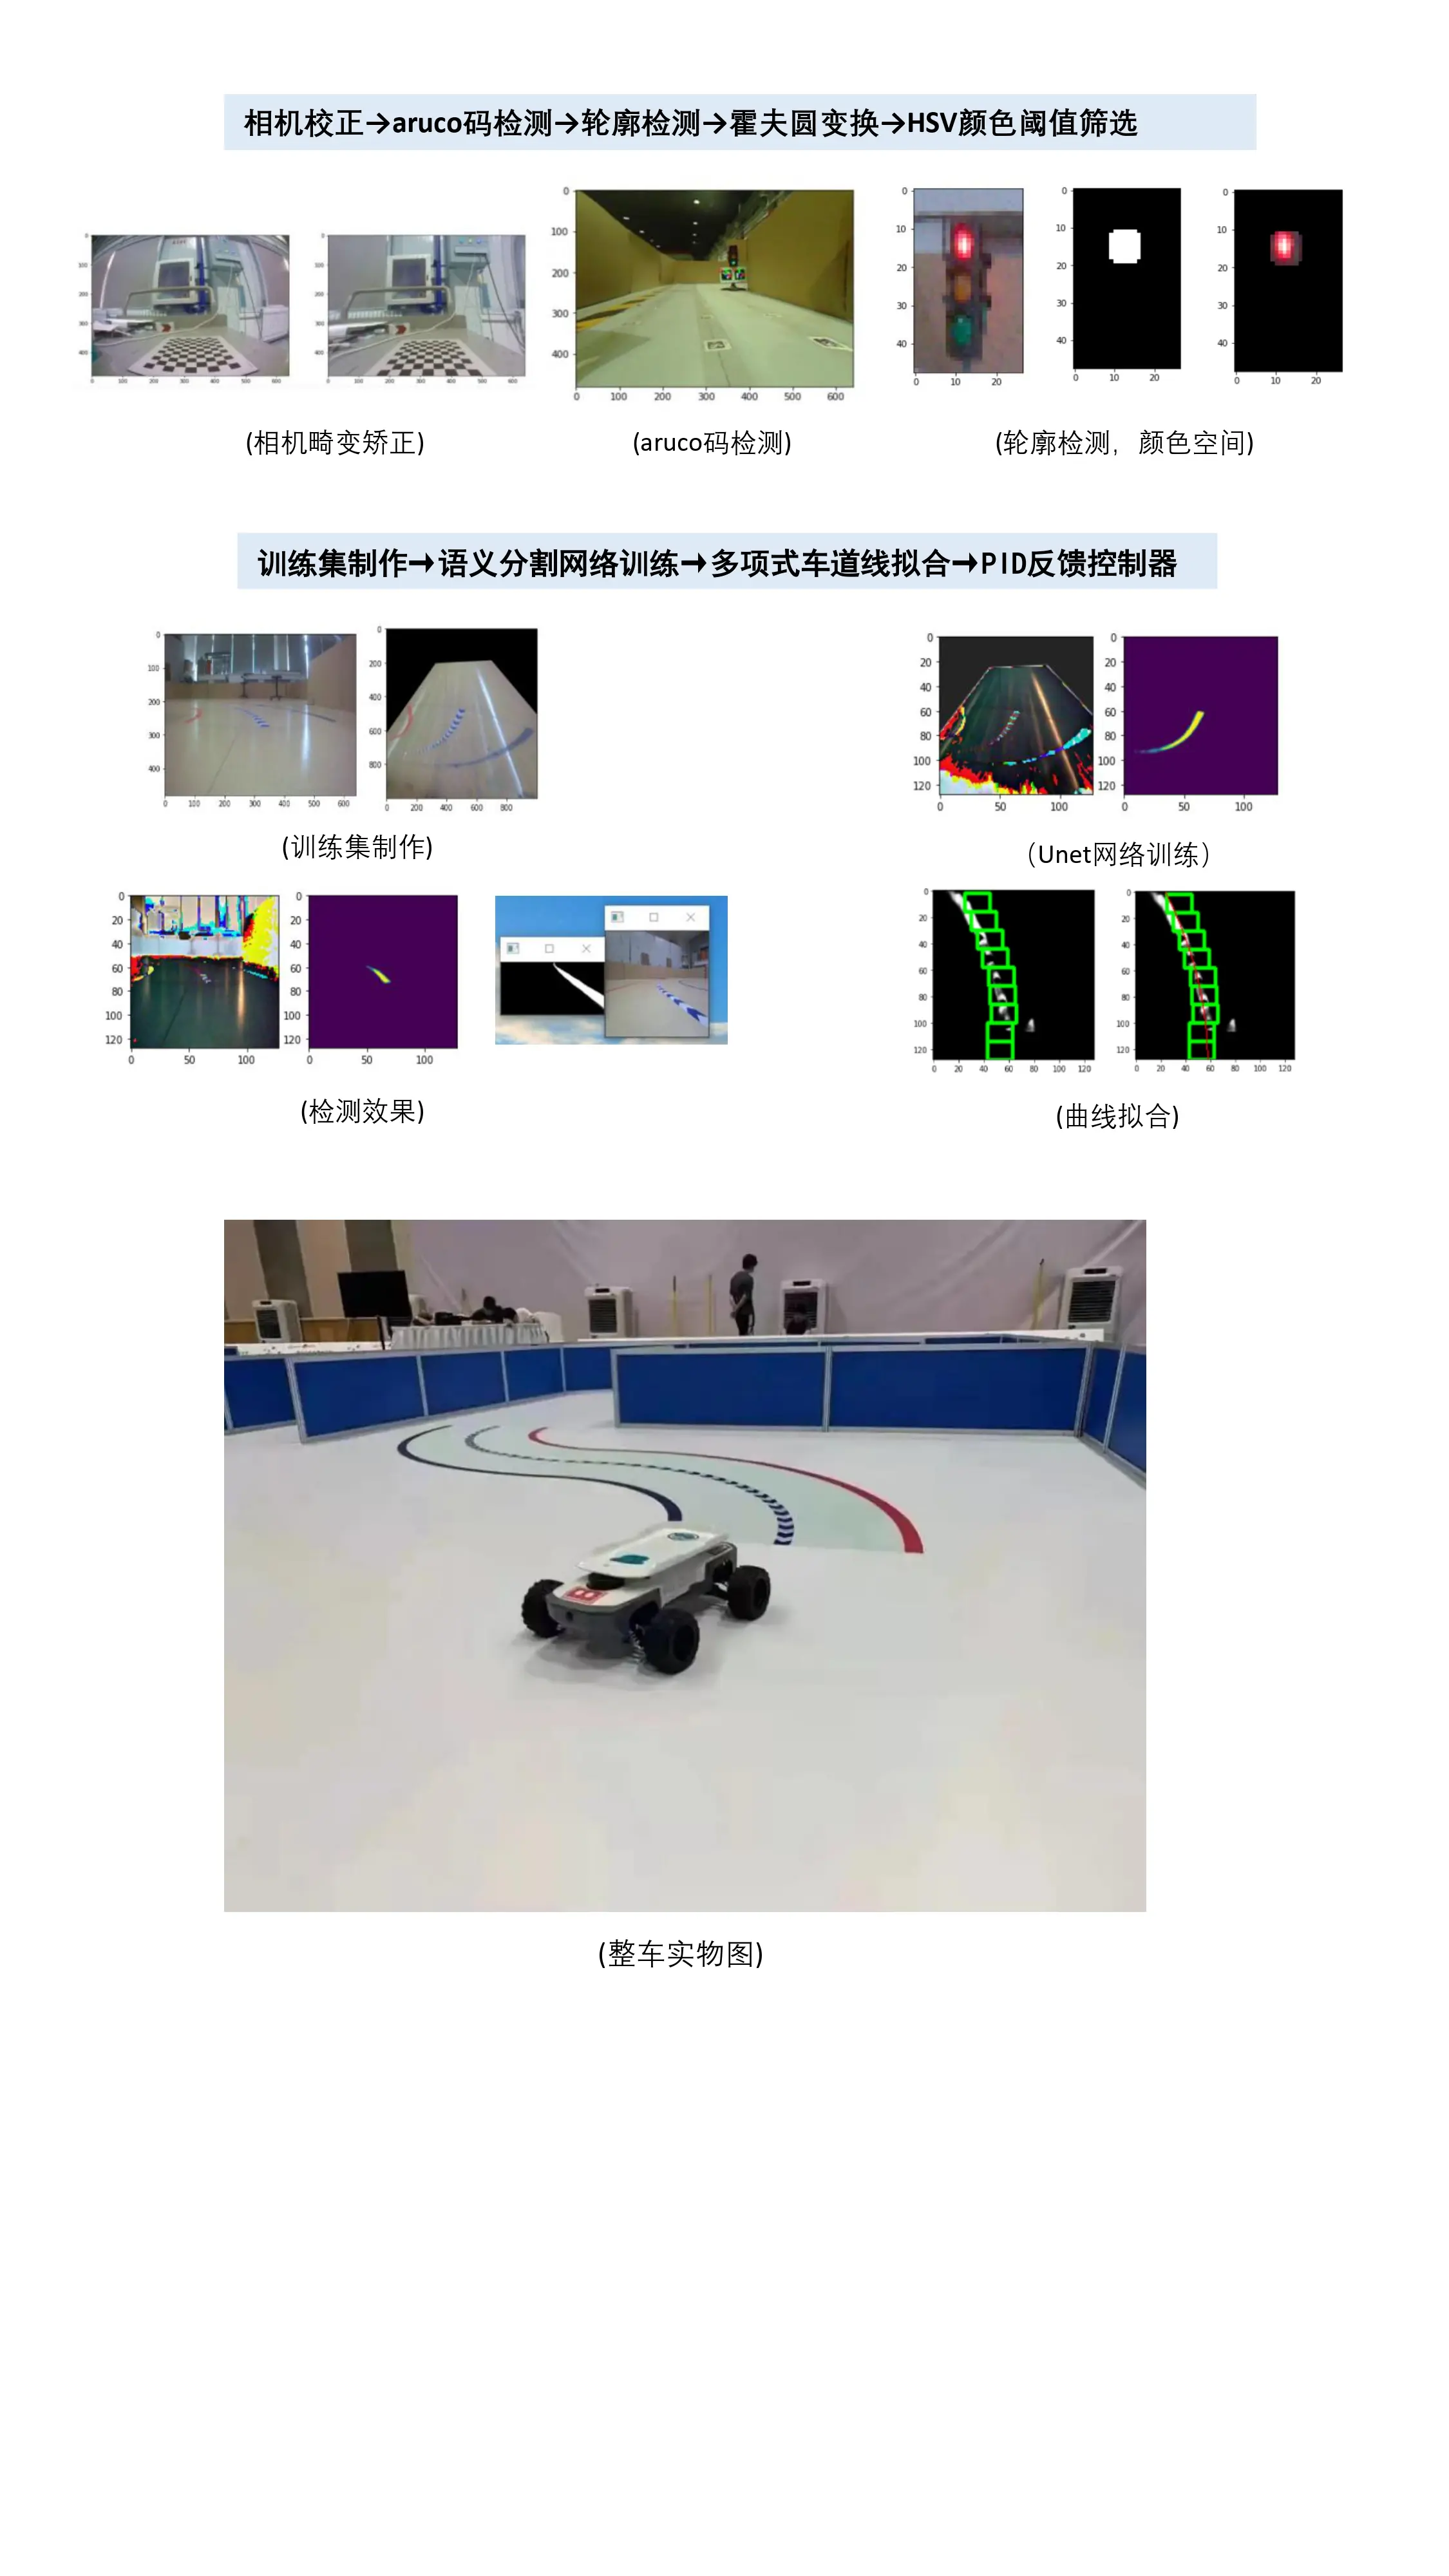 相机校正→aruco码检测→轮廓检测→霍夫圆变换→HSV颜色阈值筛选
(相机畸变矫正)
(aruco码检测)
(轮廓检测，颜色空间)
训练集制作→语义分割网络训练→多项式车道线拟合→PID反馈控制器
(训练集制作)
（Unet网络训练）
(检测效果)
(曲线拟合)
(整车实物图)